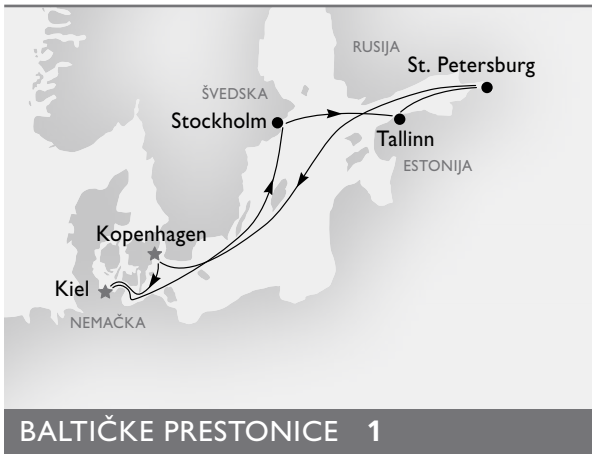 RUSIJA
St. Petersburg
ŠVEDSKA
Stockholm
Tallinn
ESTONIJA
Kopenhagen
Kiel
NEMAČKA
BALTIČKE PRESTONICE 1